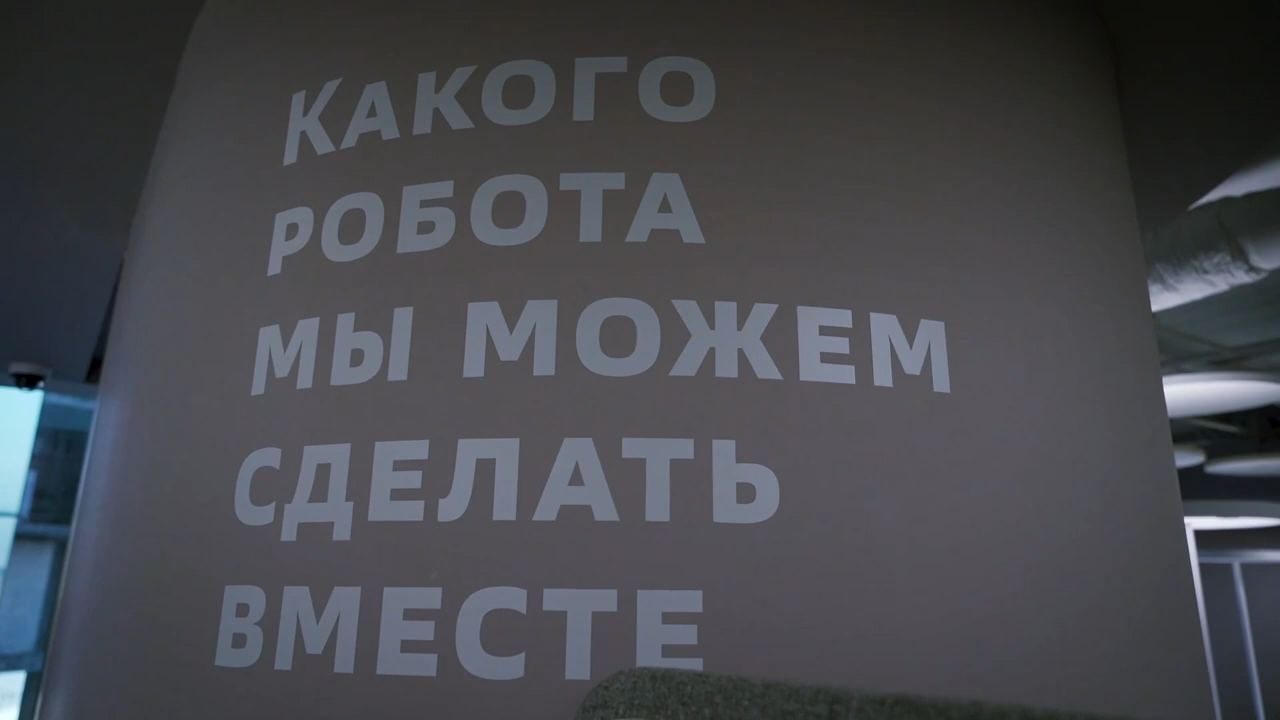 Какого
робота
мы можем
сделать
вместе